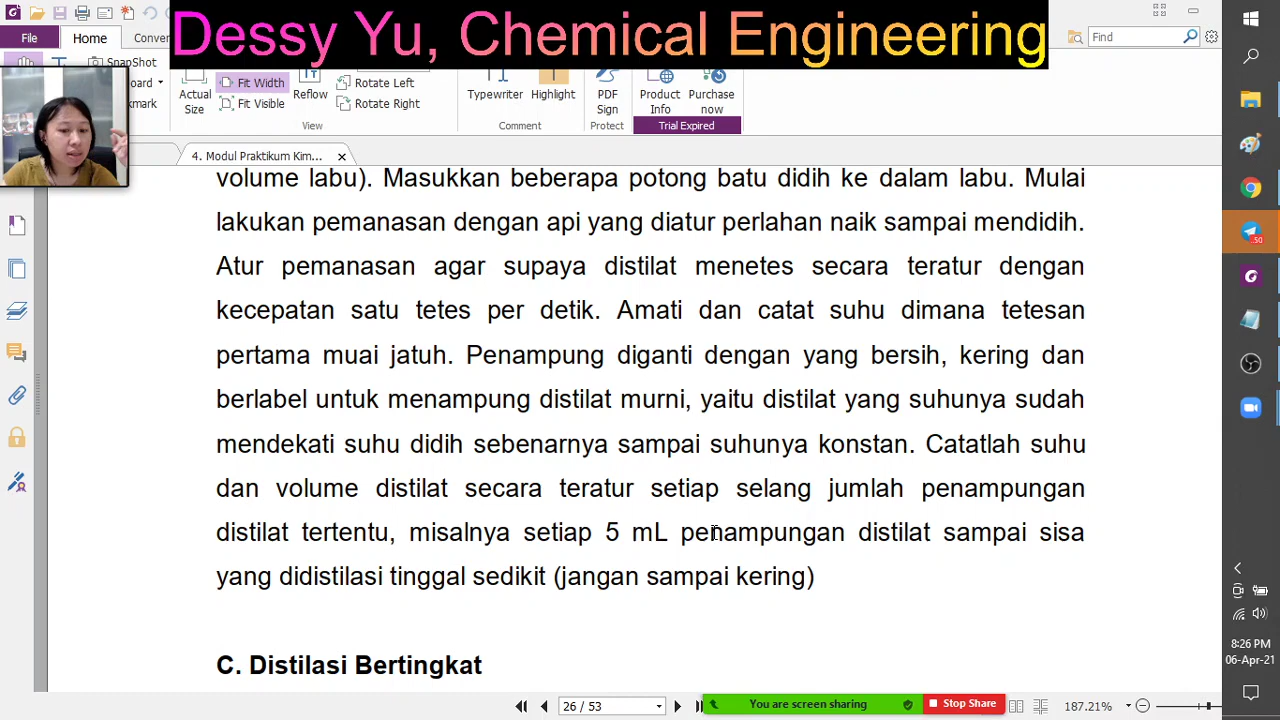 Dessy Yu, Chemical Engineering
File
Home
Conver
Find
SnapShot
oard
kmark
Actual
Size
Fit Width
Fit Visible
Reflow
Rotate Left
Rotate Right
View
Typewriter
Highlight
Comment
PDF
Sign
Protect
Product
Info
Purchase
now
Trial Expired
4. Modul Praktikum Kim...
volume labu). Masukkan beberapa potong batu didih ke dalam labu. Mulai
lakukan pemanasan dengan api yang diatur perlahan naik sampai mendidih.
Atur pemanasan agar supaya distilat menetes secara teratur dengan
kecepatan satu tetes per detik. Amati dan catat suhu dimana tetesan
pertama muai jatuh. Penampung diganti dengan yang bersih, kering dan
berlabel untuk menampung distilat murni, yaitu distilat yang suhunya sudah
mendekati suhu didih sebenarnya sampai suhunya konstan. Catatlah suhu
dan volume distilat secara teratur setiap selang jumlah penampungan
distilat tertentu, misalnya setiap 5 mL penampungan distilat sampai sisa
yang didistilasi tinggal sedikit (jangan sampai kering)
C. Distilasi Bertingkat
26 / 53
You are screen sharing
Stop Share
187.21%
50
8:26 PM
06-Apr-21